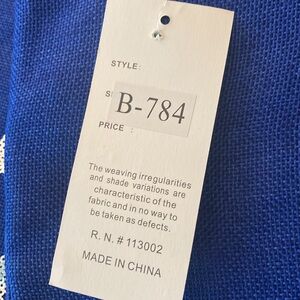 STYLE:
S
B-784
PRICE :
The weaving irregularities
and shade variations are
characteristic of the
fabric and in no way to
be taken as defects.
R. N. # 113002
MADE IN CHINA